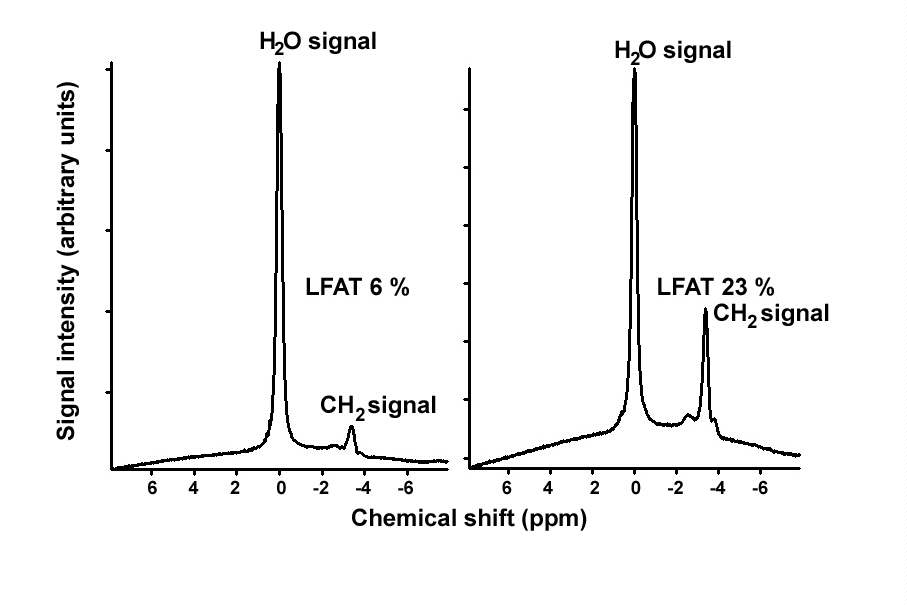 H2O signal
H2O signal
Signal intensity (arbitrary units)
LFAT 6 %
LFAT 23 %
CH2 signal
CH2 signal
6 4 2 0 -2 -4 -6
6 4 2 0 -2 -4 -6
Chemical shift (ppm)